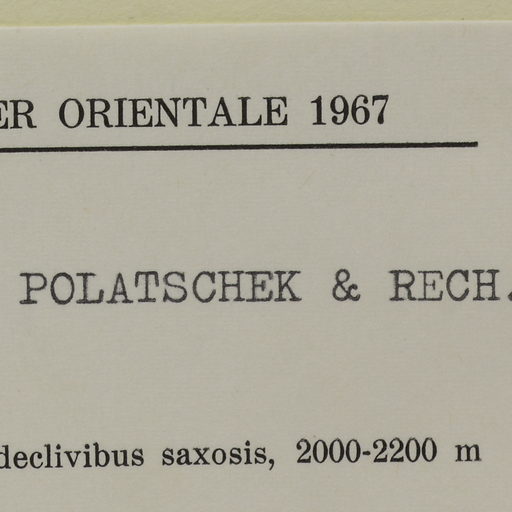 ER ORIENTALE 1967
POLATSCHEK & RECH.
declivibus saxosis, 2000-2200 m